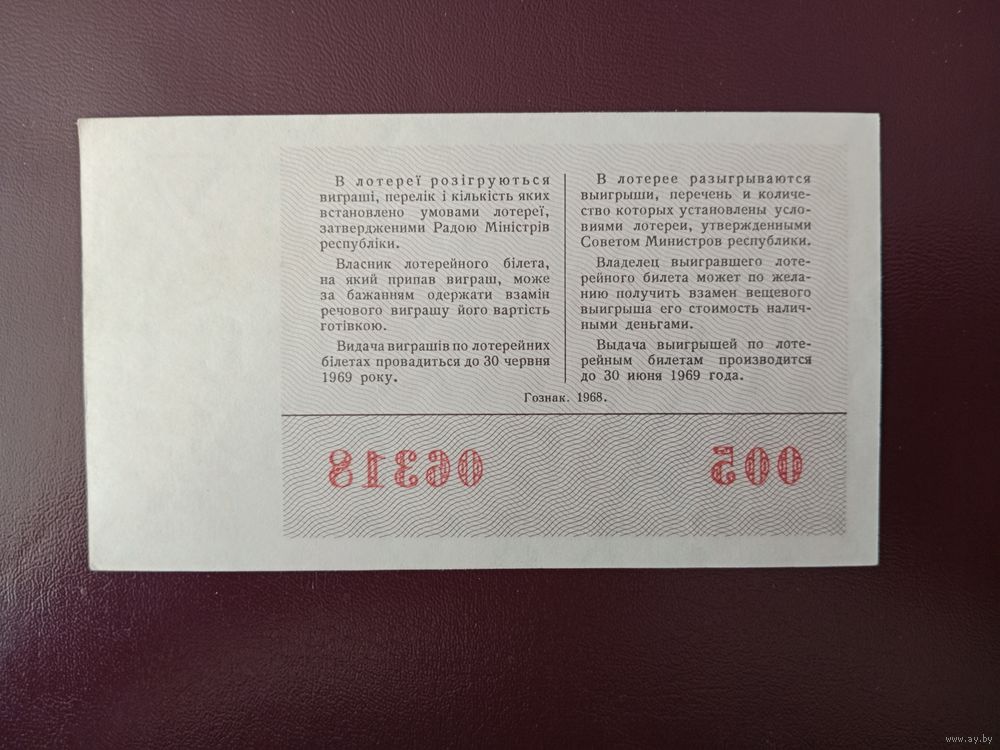 В лотереї розігруються
виграші, перелік і кількість яких
встановлено умовами лотереї,
затвердженими Радою Міністрів
республіки.
Власник лотерейного білета,
на який припав виграш, може
за бажанням одержати взамін
речового виграшу його вартість
готівкою.
Видача виграшів по лотерейних
білетах провадиться до 30 червня
1969 року.
В лотерее разыгрываются
выигрыши, перечень и количе-
ство которых установлены усло-
виями лотереи, утвержденными
Советом Министров республики.
Владелец выигравшего лоте-
рейного билета может по жела-
нию получить взамен вещевого
выигрыша его стоимость налич-
ными деньгами.
Выдача выигрышей по лоте-
рейным билетам производится
до 30 июня 1969 года.
Гознак. 1968.
005 06318
www.ay.by